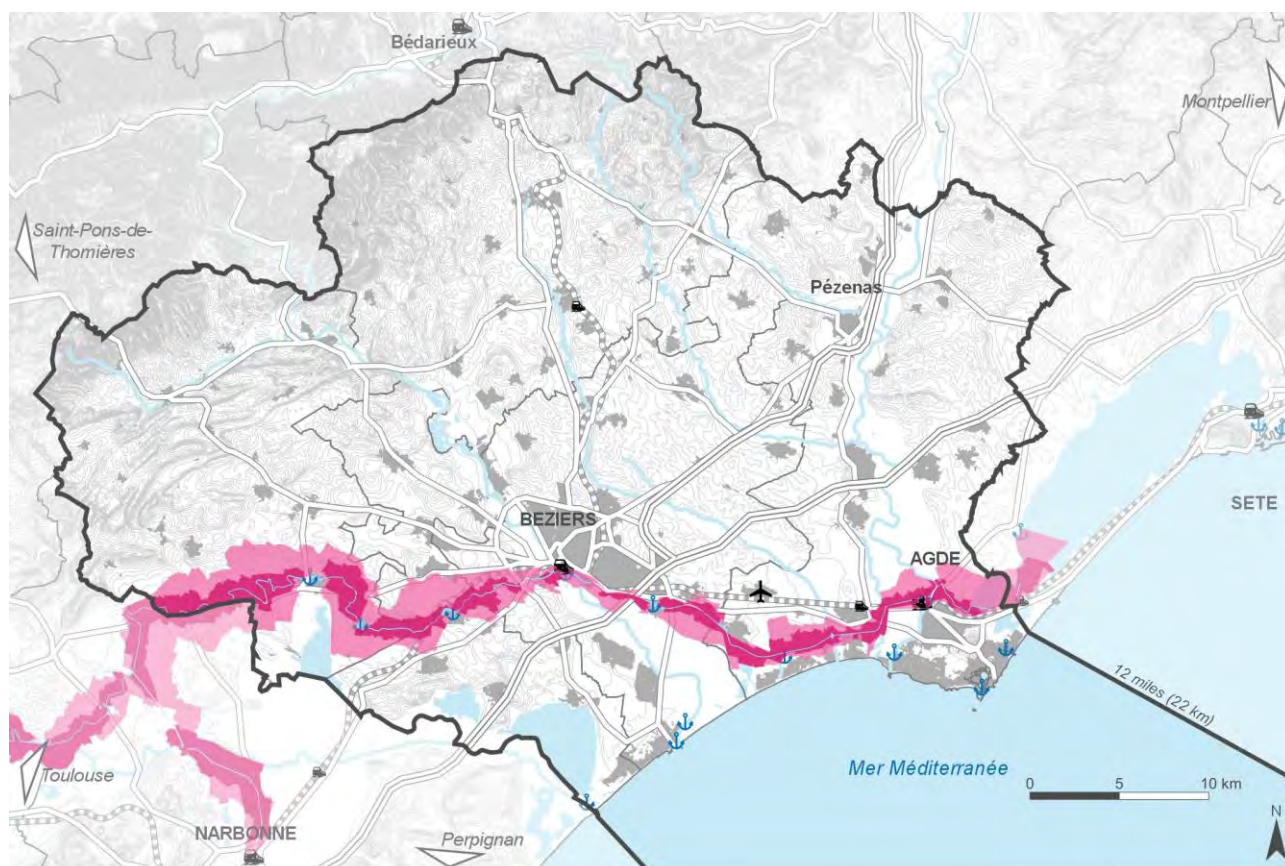 Bédarieux
Montpellier
Saint-Pons-de-
Thomières
Pézenas
SETE
BEZIERS
AGDE
12 miles (22 km)
Toulouse
Mer Méditerranée
0 5 10 km
NARBONNE
Perpignan
N